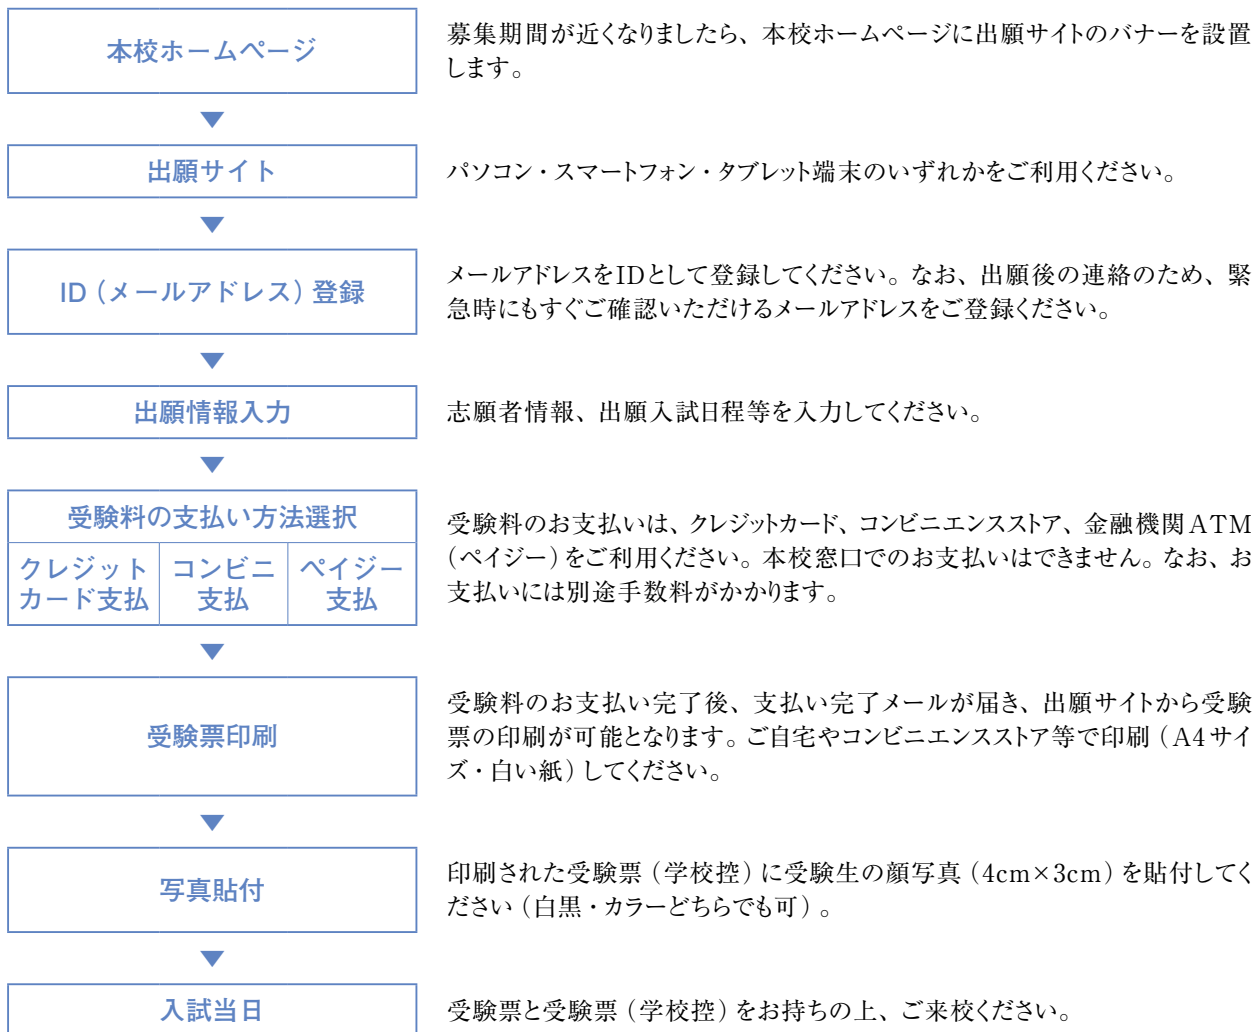 本校ホームページ
募集期間が近くなりましたら、本校ホームページに出願サイトのバナーを設置
します。
出願サイト
パソコン・スマートフォン・タブレット端末のいずれかをご利用ください。
ID（メールアドレス）登録
メールアドレスをIDとして登録してください。なお、出願後の連絡のため、緊
急時にもすぐご確認いただけるメールアドレスをご登録ください。
出願情報入力
志願者情報、出願入試日程等を入力してください。
受験料の支払い方法選択
クレジット
カード支払
コンビニ
支払
ペイジー
支払
受験料のお支払いは、クレジットカード、コンビニエンスストア、金融機関ATM
（ペイジー）をご利用ください。本校窓口でのお支払いはできません。なお、お
支払いには別途手数料がかかります。
受験票印刷
受験料のお支払い完了後、支払い完了メールが届き、出願サイトから受験
票の印刷が可能となります。ご自宅やコンビニエンスストア等で印刷（A4サイ
ズ・白い紙）してください。
写真貼付
印刷された受験票（学校控）に受験生の顔写真（4cm×3cm）を貼付してく
ださい（白黒・カラーどちらでも可）。
入試当日
受験票と受験票（学校控）をお持ちの上、ご来校ください。